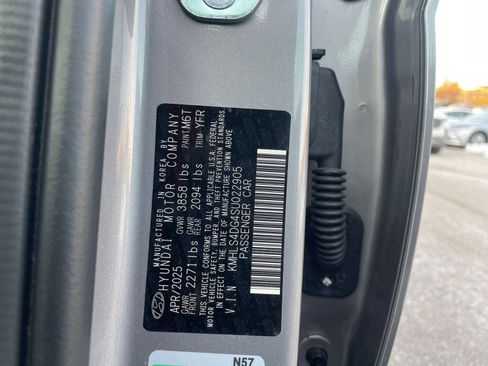 MANUFACTURED IN KOREA BY
HYUNDAI MOTOR COMPANY
APR/2025 GVWR 3858 lbs PAINT M6T
GAWR FRONT 2271 lbs GAWR REAR 2094 lbs TRIM YFR
THIS VEHICLE CONFORMS TO ALL APPLICABLE U.S.A. FEDERAL
MOTOR VEHICLE SAFETY, BUMPER, AND THEFT PREVENTION STANDARDS
IN EFFECT ON THE DATE OF MANUFACTURE SHOWN ABOVE
V.I.N KMHLS4DG4SU022905
PASSENGER CAR
N57